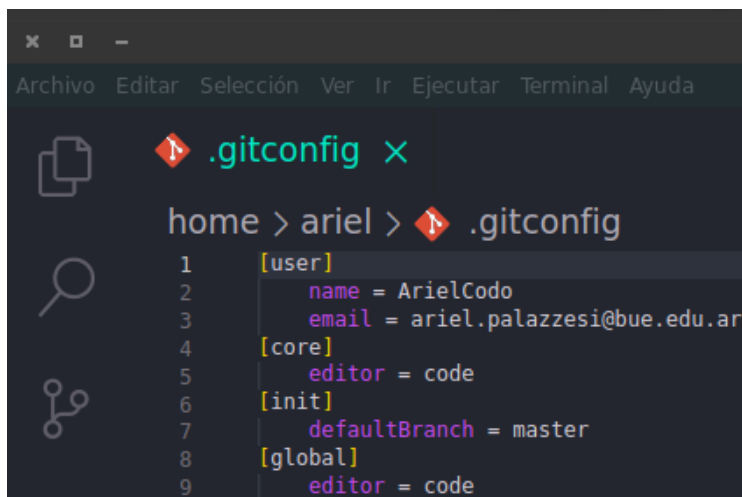 Archivo Editar Selección Ver Ir Ejecutar Terminal Ayuda
.gitconfig
home > ariel > .gitconfig
1 [user]
2 name = ArielCodo
3 email = ariel.palazzesi@bue.edu.ar
4 [core]
5 editor = code
6 [init]
7 defaultBranch = master
8 [global]
9 editor = code